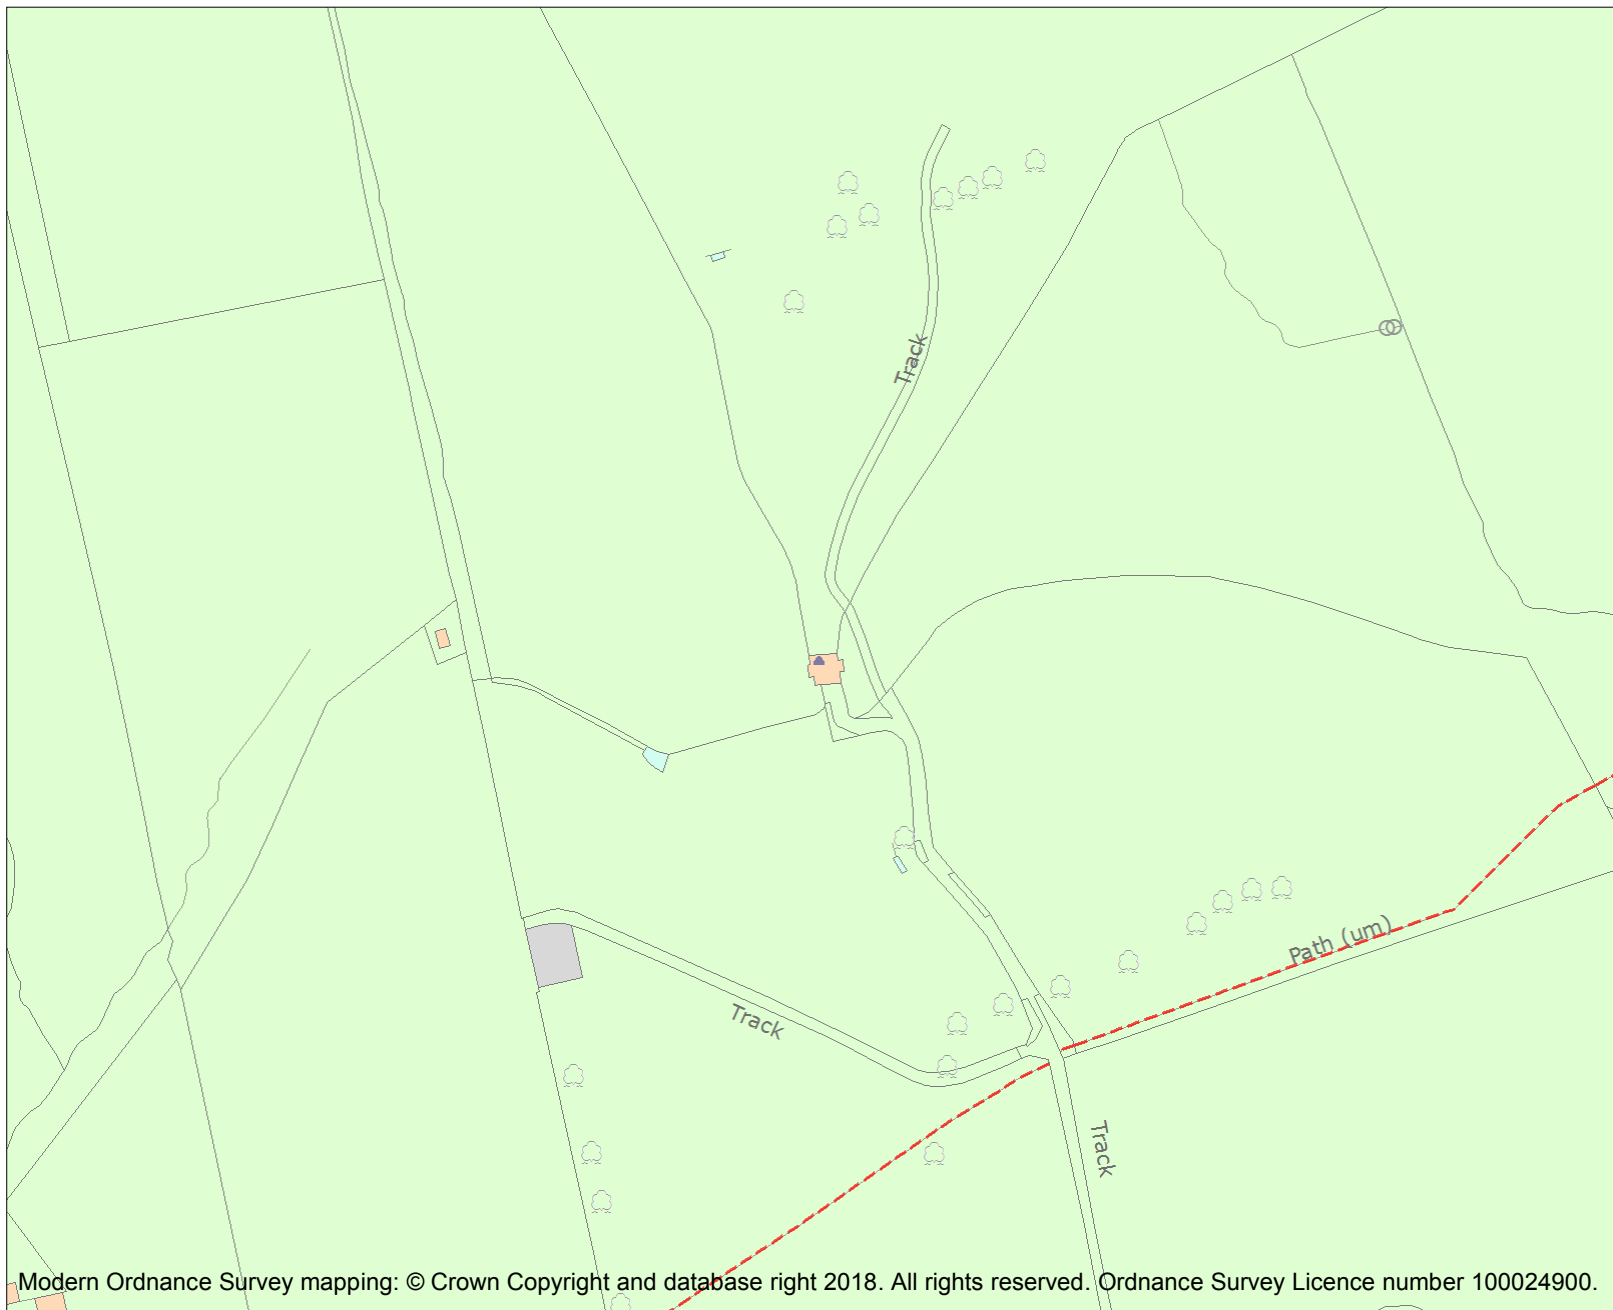 Track
Path (um)
Track
Track
Modern Ordnance Survey mapping: © Crown Copyright and database right 2018. All rights reserved. Ordnance Survey Licence number 100024900.